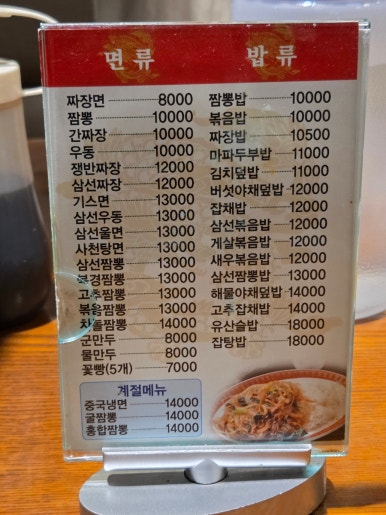 면류
짜장면 8000
짬뽕 10000
간짜장 10000
우동 10000
쟁반짜장 12000
삼선짜장 12000
기스면 13000
삼선우동 13000
삼선울면 13000
사천탕면 13000
삼선짬뽕 13000
북경짬뽕 13000
고추짬뽕 13000
볶음짬뽕 13000
차돌짬뽕 14000
군만두 8000
물만두 8000
꽃빵(5개) 7000
계절메뉴
중국냉면 14000
굴짬뽕 14000
홍합짬뽕 14000
밥류
짬뽕밥 10000
볶음밥 10000
짜장밥 10500
마파두부밥 11000
김치덮밥 11000
버섯야채덮밥 12000
잡채밥 12000
삼선볶음밥 12000
게살볶음밥 12000
새우볶음밥 12000
삼선짬뽕밥 13000
해물야채덮밥 14000
고추잡채밥 14000
유산슬밥 18000
잡탕밥 18000